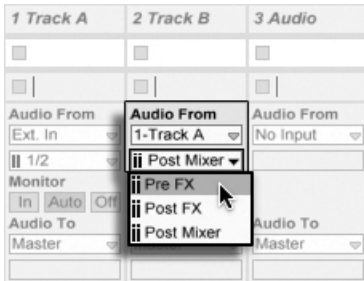 1 Track A 2 Track B 3 Audio
Audio From Audio From Audio From
Ext. In 1-Track A No Input
1/2 Post Mixer
Monitor Pre FX
In Auto Off Post FX
Audio To Post Mixer Audio To
Master Master